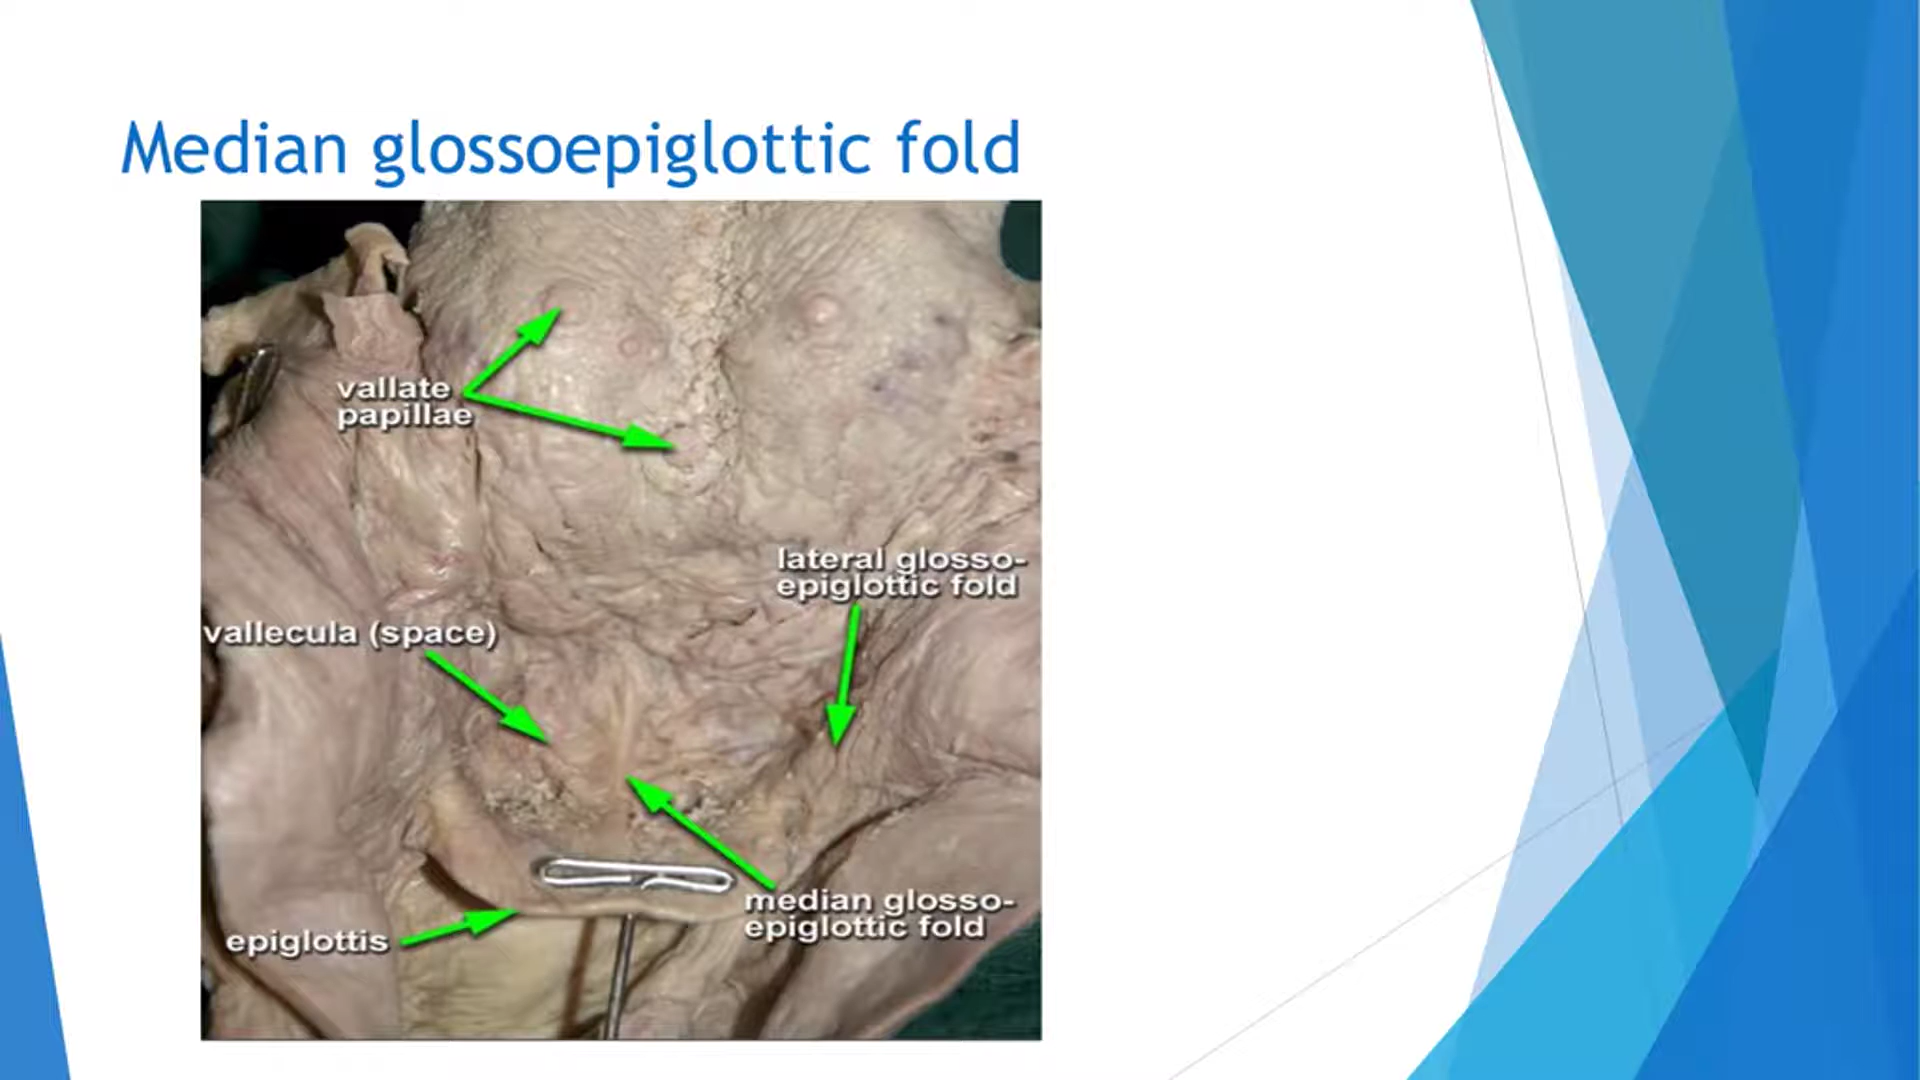 Median glossoepiglottic fold
vallate
papillae
lateral glosso-
epiglottic fold
vallecula (space)
median glosso-
epiglottic fold
epiglottis